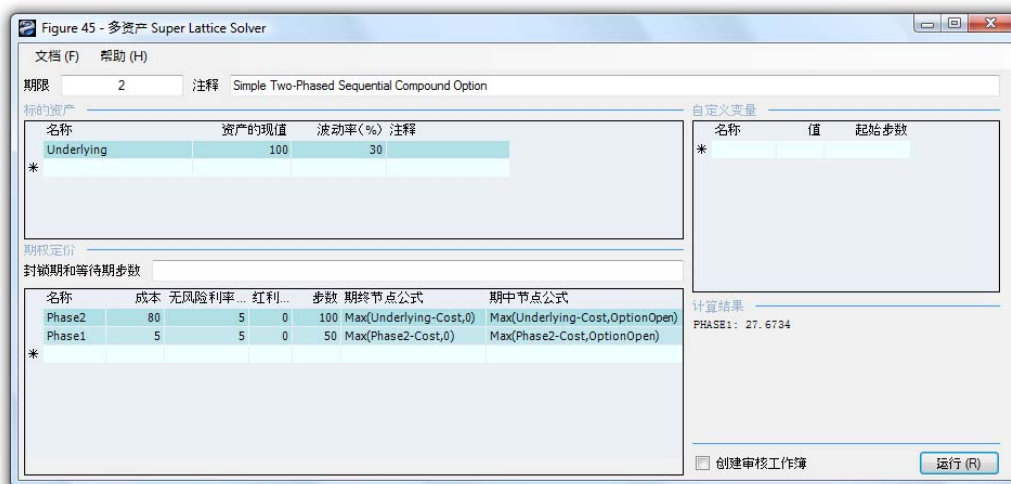 Figure 45 - 多资产 Super Lattice Solver
文档 (F) 帮助 (H)
期限 2 注释 Simple Two-Phased Sequential Compound Option
标的资产
名称 资产的现值 波动率(%) 注释
Underlying 100 30
*
自定义变量
名称 值 起始步数
*
期权定价
封锁期和等待期步数
名称 成本 无风险利率... 红利... 步数 期终节点公式 期中节点公式
Phase2 80 5 0 100 Max(Underlying-Cost,0) Max(Underlying-Cost,OptionOpen)
Phase1 5 5 0 50 Max(Phase2-Cost,0) Max(Phase2-Cost,OptionOpen)
*
计算结果
PHASE1: 27.6734
创建审核工作簿 运行 (R)